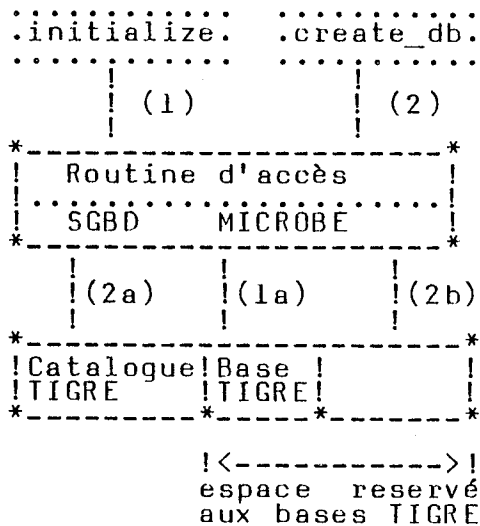 .initialize. .create_db.
(1) (2)
Routine d'accès
SGBD MICROBE
(2a) (1a) (2b)
Catalogue Base
TIGRE TIGRE
espace reservé
aux bases TIGRE